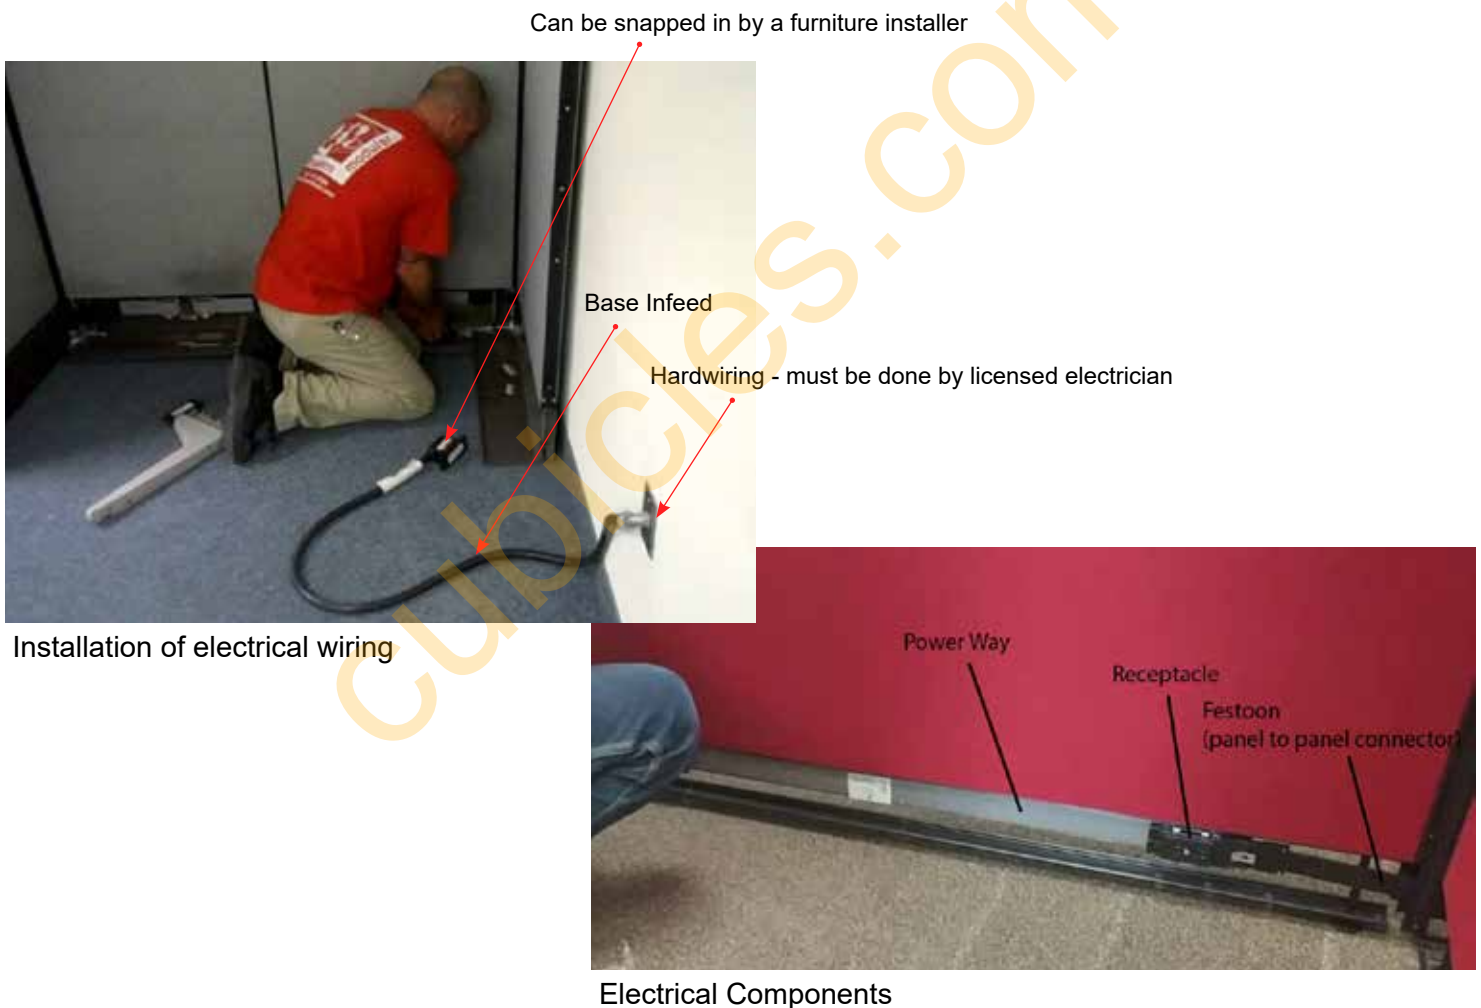 Can be snapped in by a furniture installer
Base Infeed
Hardwiring - must be done by licensed electrician
Installation of electrical wiring
Power Way
Receptacle
Festoon
(panel to panel connector)
Electrical Components
cubicles.com
modular